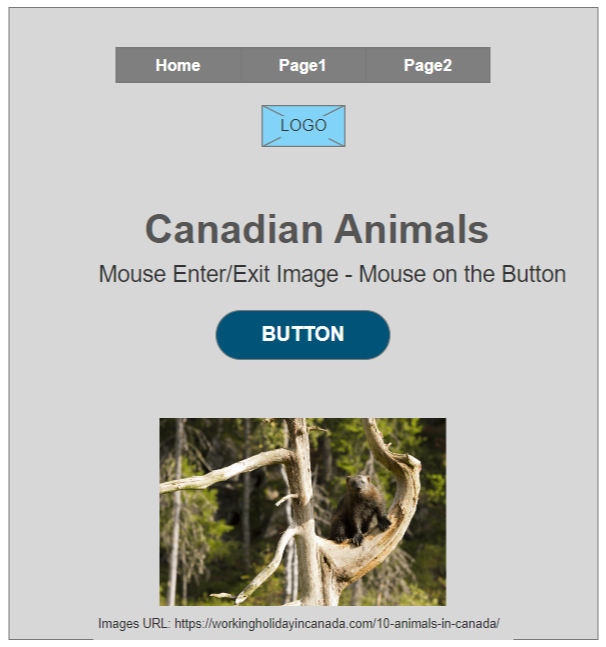 Home Page1 Page2
LOGO
Canadian Animals
Mouse Enter/Exit Image - Mouse on the Button
BUTTON
Images URL: https://workingholidayincanada.com/10-animals-in-canada/